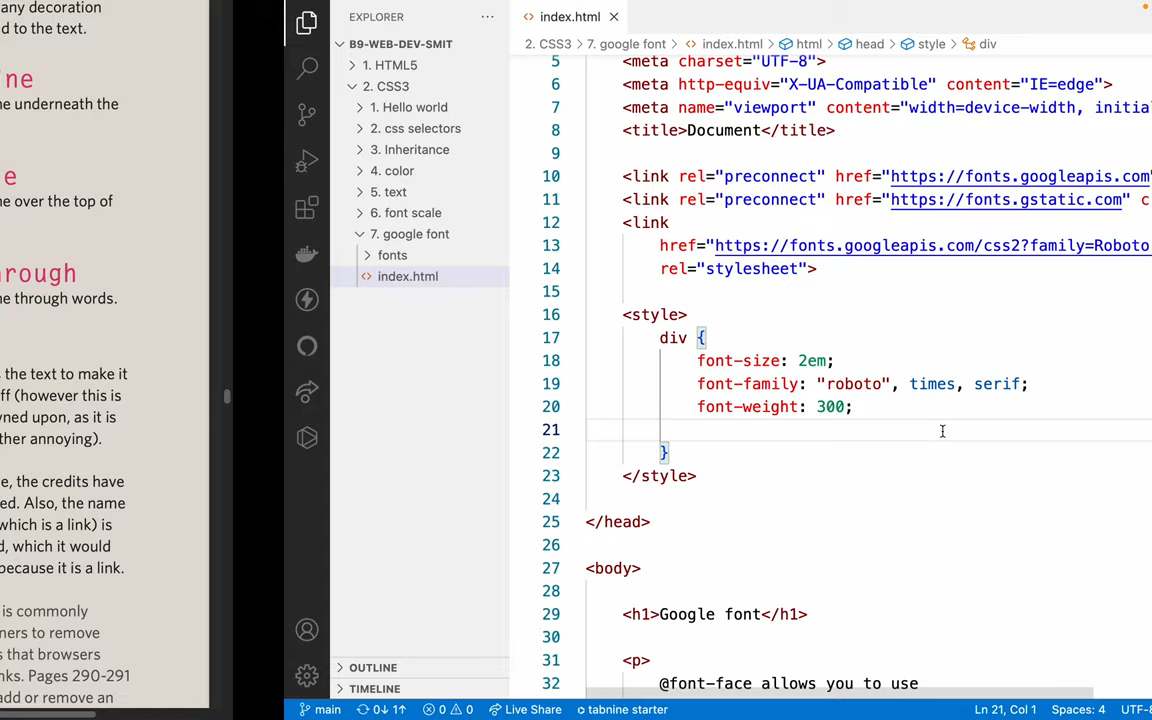 any decoration
d to the text.
ne
ne underneath the
e
ne over the top of
rough
ne through words.
the text to make it
ff (however this is
wned upon, as it is
ther annoying).
e, the credits have
ed. Also, the name
which is a link) is
d, which it would
because it is a link.
is commonly
ners to remove
s that browsers
nks. Pages 290-291
add or remove an
EXPLORER
B9-WEB-DEV-SMIT
1. HTML5
2. CSS3
1. Hello world
2. css selectors
3. Inheritance
4. color
5. text
6. font scale
7. google font
fonts
<> index.html
OUTLINE
TIMELINE
<> index.html ×
2. CSS3 > 7. google font > <> index.html > html > head > style > div
5 <meta charset="UTF-8">
6 <meta http-equiv="X-UA-Compatible" content="IE=edge">
7 <meta name="viewport" content="width=device-width, initial
8 <title>Document</title>
9
10 <link rel="preconnect" href="https://fonts.googleapis.com"
11 <link rel="preconnect" href="https://fonts.gstatic.com" c
12 <link
13 href="https://fonts.googleapis.com/css2?family=Roboto
14 rel="stylesheet">
15
16 <style>
17 div {
18 font-size: 2em;
19 font-family: "roboto", times, serif;
20 font-weight: 300;
21
22 }
23 </style>
24
25 </head>
26
27 <body>
28
29 <h1>Google font</h1>
30
31 <p>
32 @font-face allows you to use
main 0↓ 1↑ 0 0 Live Share tabnine starter Ln 21, Col 1 Spaces: 4 UTF-8